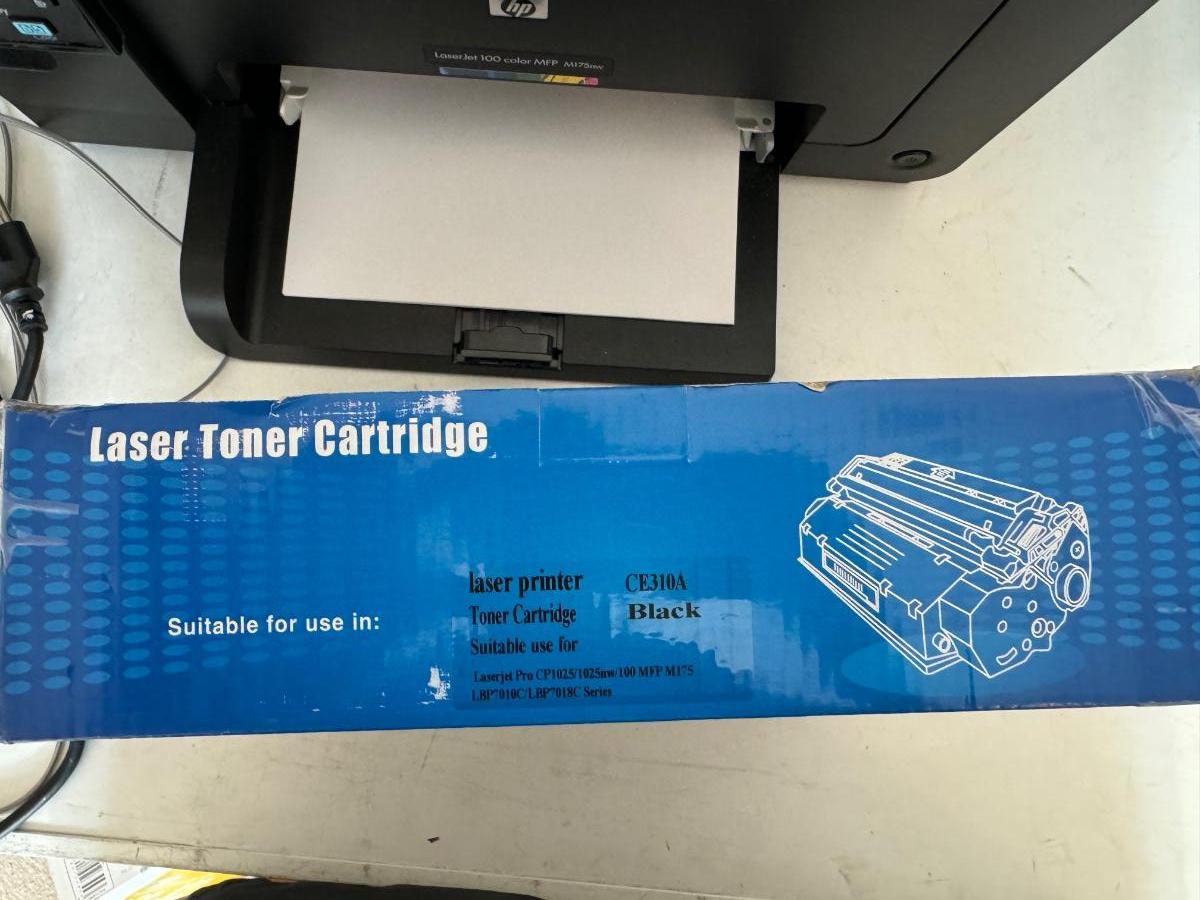 hp
LaserJet 100 color MFP M175nw
Laser Toner Cartridge
Suitable for use in:
laser printer CE310A
Toner Cartridge Black
Suitable use for
Laserjet Pro CP1025/1025nw/100 MFP M175
LBP7010C/LBP7018C Series